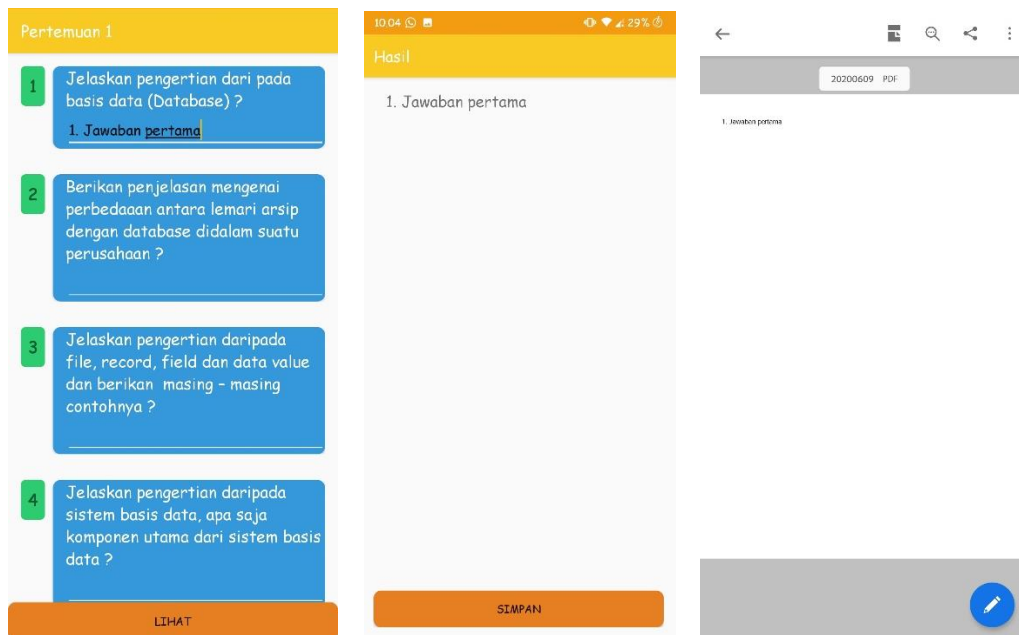 Pertemuan 1
1
Jelaskan pengertian dari pada
basis data (Database) ?
1. Jawaban pertama
2
Berikan penjelasan mengenai
perbedaaan antara lemari arsip
dengan database didalam suatu
perusahaan ?
3
Jelaskan pengertian daripada
file, record, field dan data value
dan berikan masing - masing
contohnya ?
4
Jelaskan pengertian daripada
sistem basis data, apa saja
komponen utama dari sistem basis
data ?
LIHAT
10.04 29%
Hasil
1. Jawaban pertama
SIMPAN
20200609 PDF
1. Jawaban pertama